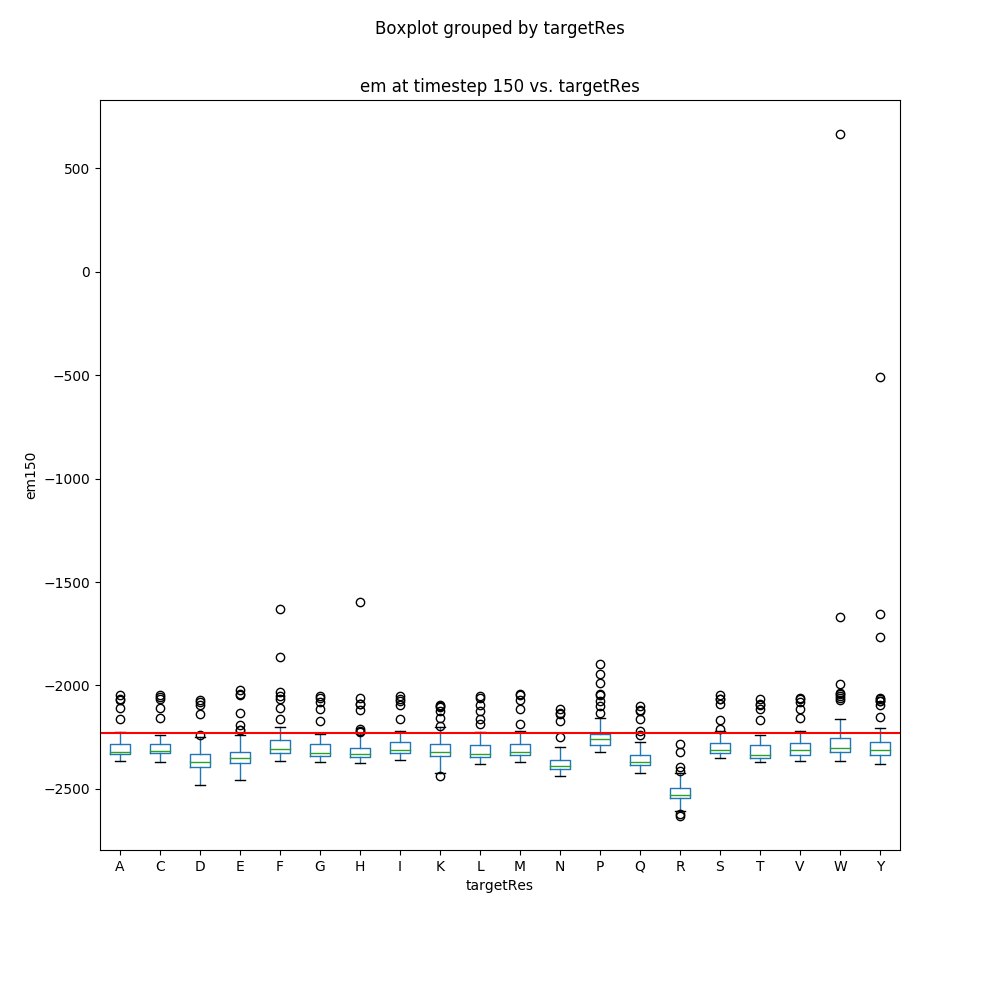 Boxplot grouped by targetRes
em at timestep 150 vs. targetRes
500
0
−500
−1000
−1500
−2000
−2500
em150
A C D E F G H I K L M N P Q R S T V W Y
targetRes